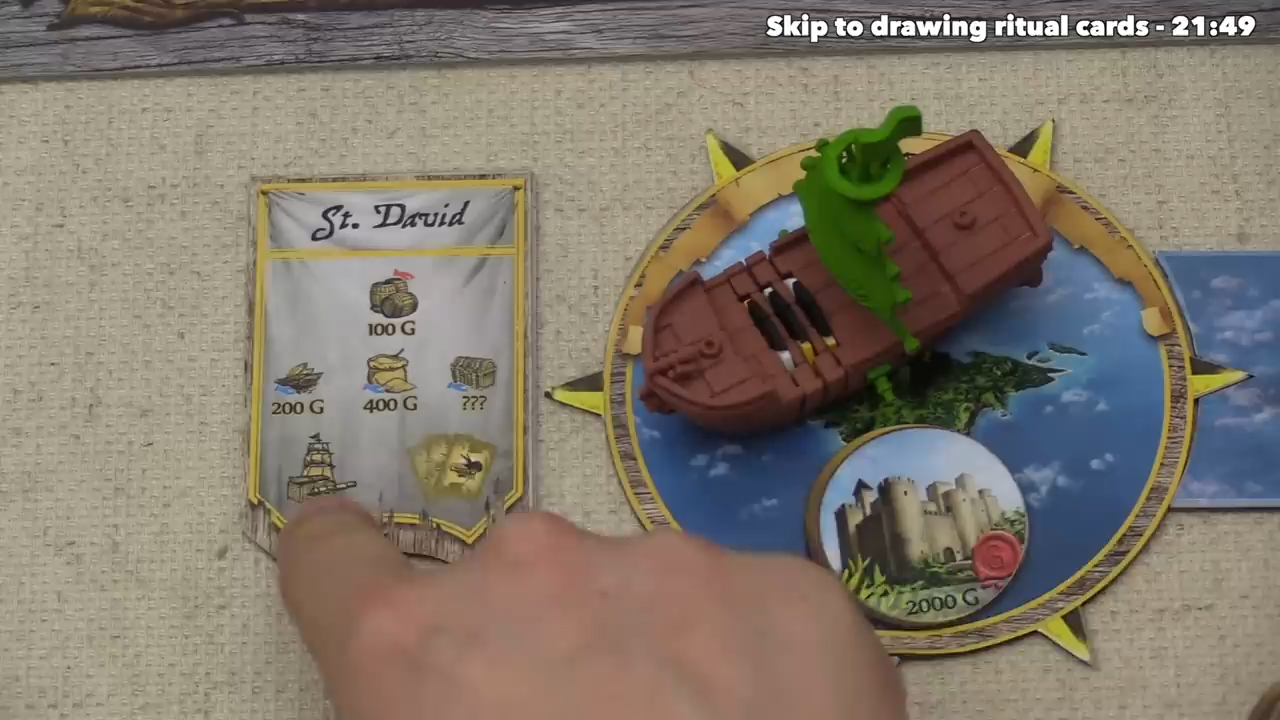 Skip to drawing ritual cards - 21:49
St. David
100 G
200 G
400 G
???
2000 G